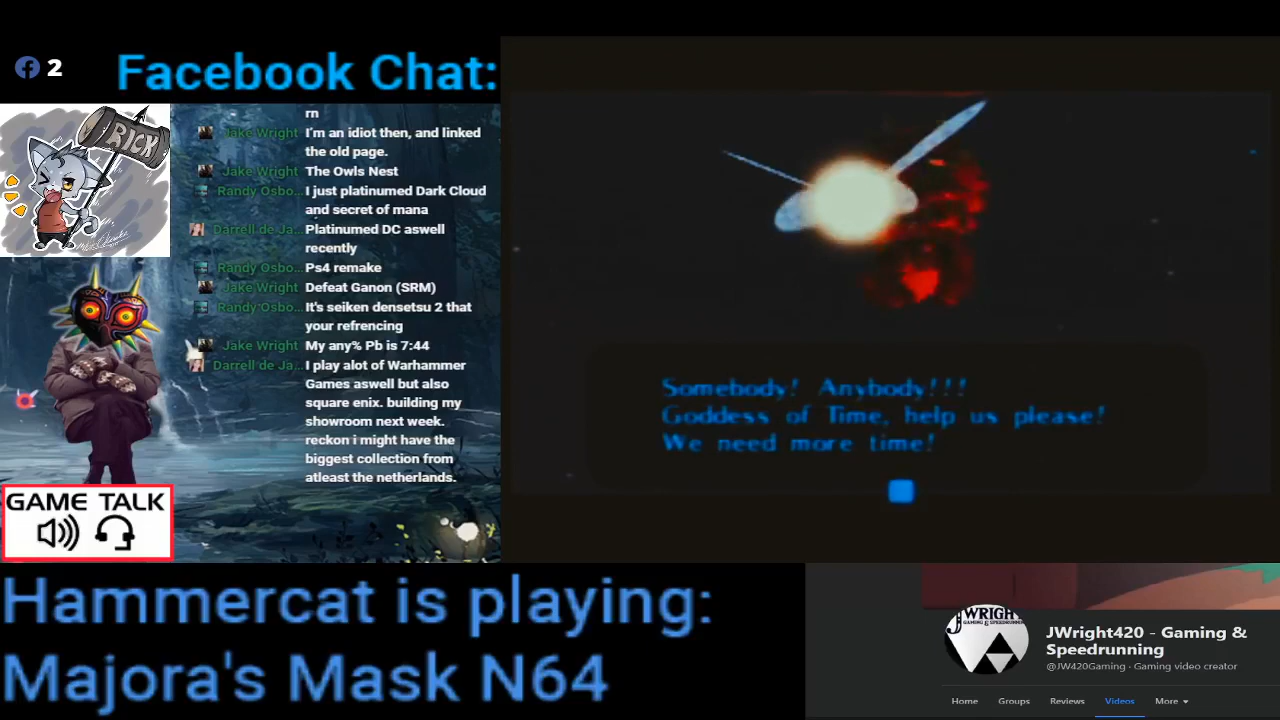 2
Facebook Chat:
RICK
rn
Jake Wright I'm an idiot then, and linked
the old page.
Jake Wright The Owls Nest
Randy Osbo... I just platinumed Dark Cloud
and secret of mana
Darrell de Ja... Platinumed DC aswell
recently
Randy Osbo... Ps4 remake
Jake Wright Defeat Ganon (SRM)
Randy Osbo... It's seiken densetsu 2 that
your refrencing
Jake Wright My any% Pb is 7:44
Darrell de Ja... I play alot of Warhammer
Games aswell but also
square enix. building my
showroom next week.
reckon i might have the
biggest collection from
atleast the netherlands.
GAME TALK
Somebody! Anybody!!!
Goddess of Time, help us please!
We need more time!
Hammercat is playing:
Majora's Mask N64
JWRIGHT
GAMING & SPEEDRUNNING
JWright420 - Gaming &
Speedrunning
@JW420Gaming · Gaming video creator
Home Groups Reviews Videos More